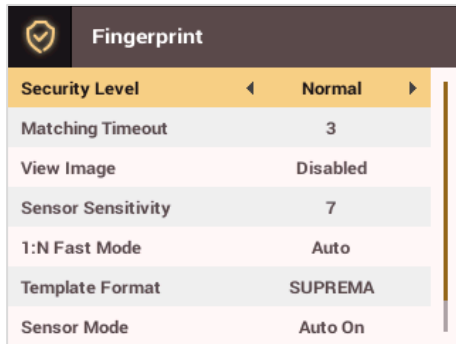 Fingerprint
Security Level Normal
Matching Timeout 3
View Image Disabled
Sensor Sensitivity 7
1:N Fast Mode Auto
Template Format SUPREMA
Sensor Mode Auto On